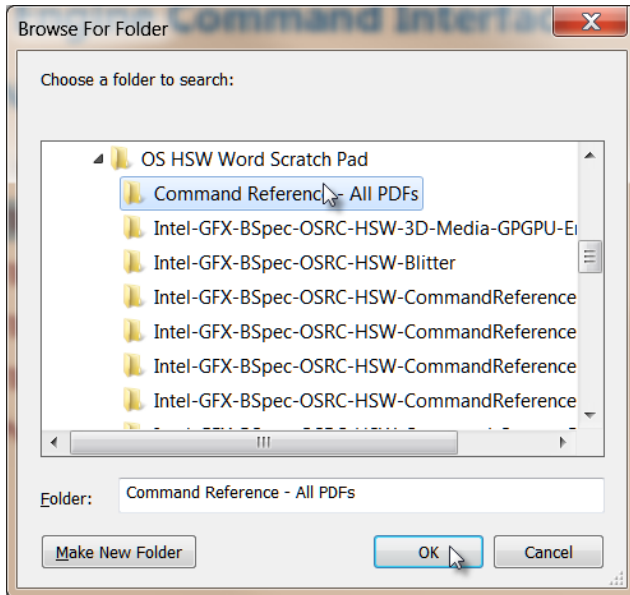 Engine Command Interfac
Browse For Folder
Choose a folder to search:
OS HSW Word Scratch Pad
Command Reference - All PDFs
Intel-GFX-BSpec-OSRC-HSW-3D-Media-GPGPU-E
Intel-GFX-BSpec-OSRC-HSW-Blitter
Intel-GFX-BSpec-OSRC-HSW-CommandReference
Intel-GFX-BSpec-OSRC-HSW-CommandReference
Intel-GFX-BSpec-OSRC-HSW-CommandReference
Intel-GFX-BSpec-OSRC-HSW-CommandReference
Folder: Command Reference - All PDFs
Make New Folder OK Cancel